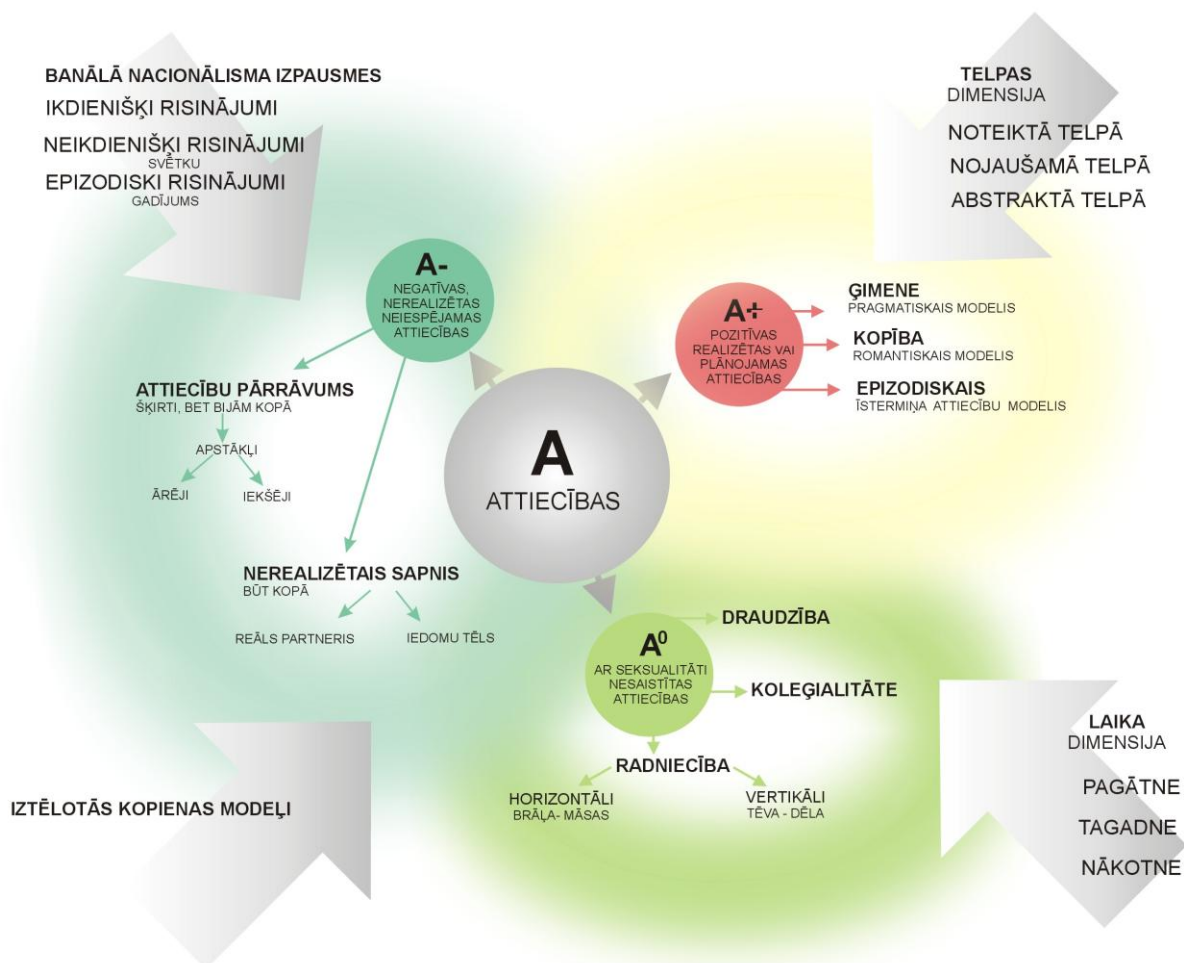 BANĀLĀ NACIONĀLISMA IZPAUSMES
IKDIENIŠĶI RISINĀJUMI
NEIKDIENIŠĶI RISINĀJUMI
SVĒTKU
EPIZODISKI RISINĀJUMI
GADĪJUMS
TELPAS
DIMENSIJA
NOTEIKTĀ TELPĀ
NOJAUŠAMĀ TELPĀ
ABSTRAKTĀ TELPĀ
A-
NEGATĪVAS,
NEREALIZĒTAS
NEIESPĒJAMAS
ATTIECĪBAS
A+
POZITĪVAS
REALIZĒTAS VAI
PLĀNOJAMAS
ATTIECĪBAS
ĢIMENE
PRAGMATISKAIS MODELIS
KOPĪBA
ROMANTISKAIS MODELIS
EPIZODISKAIS
ĪSTERMIŅA ATTIECĪBU MODELIS
ATTIECĪBU PĀRRĀVUMS
ŠĶIRTI, BET BIJĀM KOPĀ
APSTĀKĻI
ĀRĒJI
IEKŠĒJI
A
ATTIECĪBAS
NEREALIZĒTAIS SAPNIS
BŪT KOPĀ
REĀLS PARTNERIS
IEDOMU TĒLS
A⁰
AR SEKSUALITĀTI
NESAISTĪTAS
ATTIECĪBAS
DRAUDZĪBA
KOLEĢIALITĀTE
RADNIECĪBA
HORIZONTĀLI
BRĀĻA- MĀSAS
VERTIKĀLI
TĒVA - DĒLA
IZTĒLOTĀS KOPIENAS MODEĻI
LAIKA
DIMENSIJA
PAGĀTNE
TAGADNE
NĀKOTNE